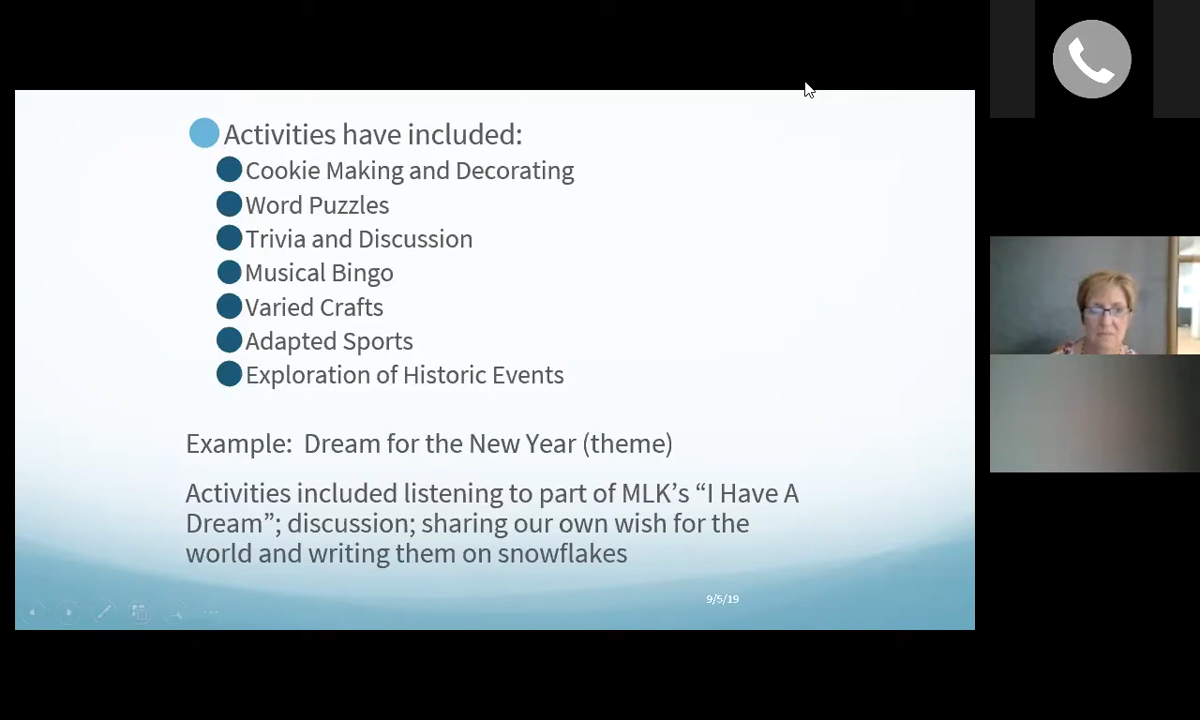 Activities have included:
Cookie Making and Decorating
Word Puzzles
Trivia and Discussion
Musical Bingo
Varied Crafts
Adapted Sports
Exploration of Historic Events
Example:  Dream for the New Year (theme)
Activities included listening to part of MLK’s “I Have A
Dream”; discussion; sharing our own wish for the
world and writing them on snowflakes
9/5/19